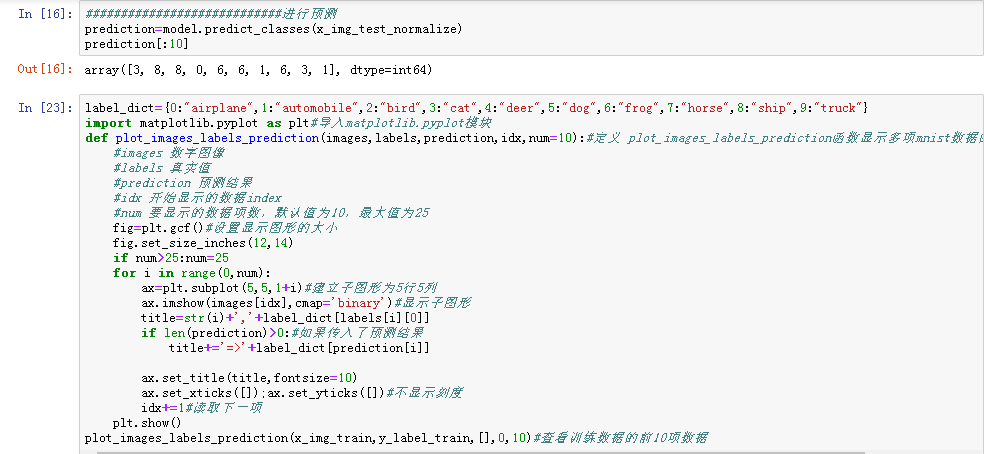 In [16]: ############################进行预测
prediction=model.predict_classes(x_img_test_normalize)
prediction[:10]
Out[16]: array([3, 8, 8, 0, 6, 6, 1, 6, 3, 1], dtype=int64)
In [23]: label_dict={0:"airplane",1:"automobile",2:"bird",3:"cat",4:"deer",5:"dog",6:"frog",7:"horse",8:"ship",9:"truck"}
import matplotlib.pyplot as plt#导入matplotlib.pyplot模块
def plot_images_labels_prediction(images,labels,prediction,idx,num=10):#定义 plot_images_labels_prediction函数显示多项mnist数据
#images 数字图像
#labels 真实值
#prediction 预测结果
#idx 开始显示的数据index
#num 要显示的数据项数，默认值为10，最大值为25
fig=plt.gcf()#设置显示图形的大小
fig.set_size_inches(12,14)
if num>25:num=25
for i in range(0,num):
ax=plt.subplot(5,5,1+i)#建立子图形为5行5列
ax.imshow(images[idx],cmap='binary')#显示子图形
title=str(i)+','+label_dict[labels[i][0]]
if len(prediction)>0:#如果传入了预测结果
title+='=>'+label_dict[prediction[i]]
ax.set_title(title,fontsize=10)
ax.set_xticks([]);ax.set_yticks([])#不显示刻度
idx+=1#读取下一项
plt.show()
plot_images_labels_prediction(x_img_train,y_label_train,[],0,10)#查看训练数据的前10项数据